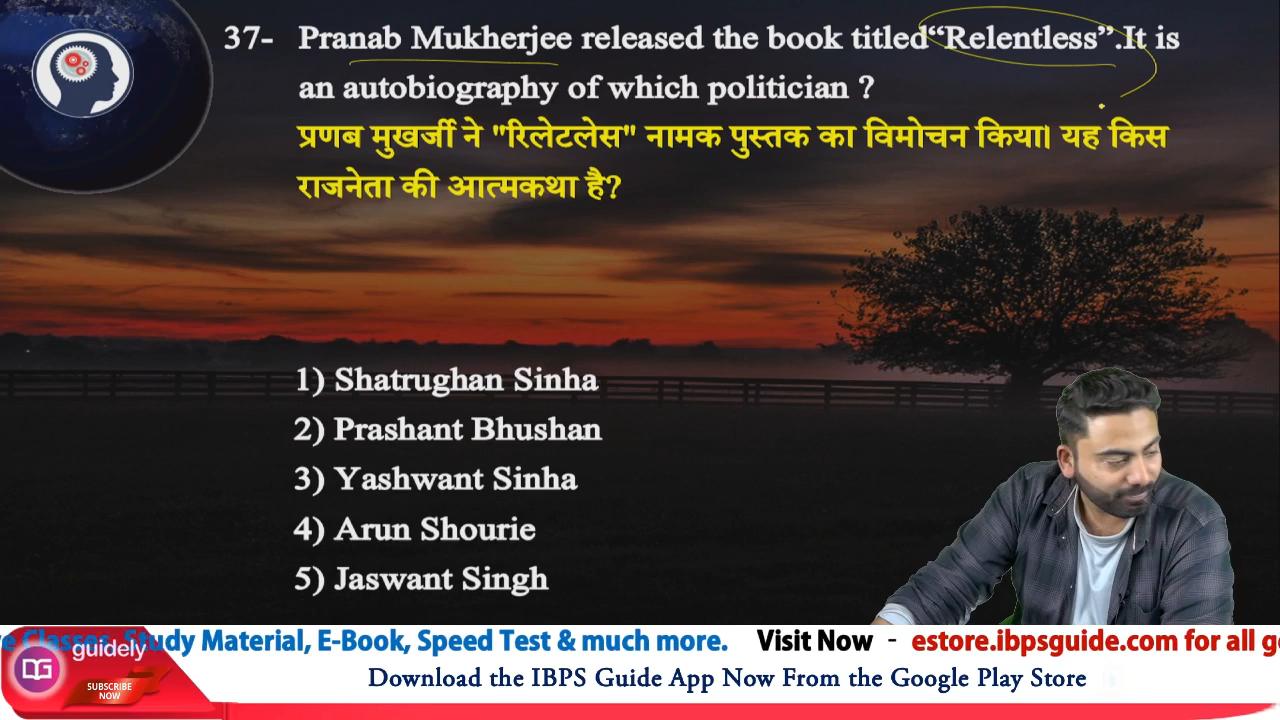 37- Pranab Mukherjee released the book titled“Relentless”.It is
an autobiography of which politician ?
प्रणब मुखर्जी ने "रिलेटलेस" नामक पुस्तक का विमोचन किया। यह किस
राजनेता की आत्मकथा है?
1) Shatrughan Sinha
2) Prashant Bhushan
3) Yashwant Sinha
4) Arun Shourie
5) Jaswant Singh
Classes, Study Material, E-Book, Speed Test & much more. Visit Now - estore.ibpsguide.com for all
guidely
SUBSCRIBE
NOW
Download the IBPS Guide App Now From the Google Play Store